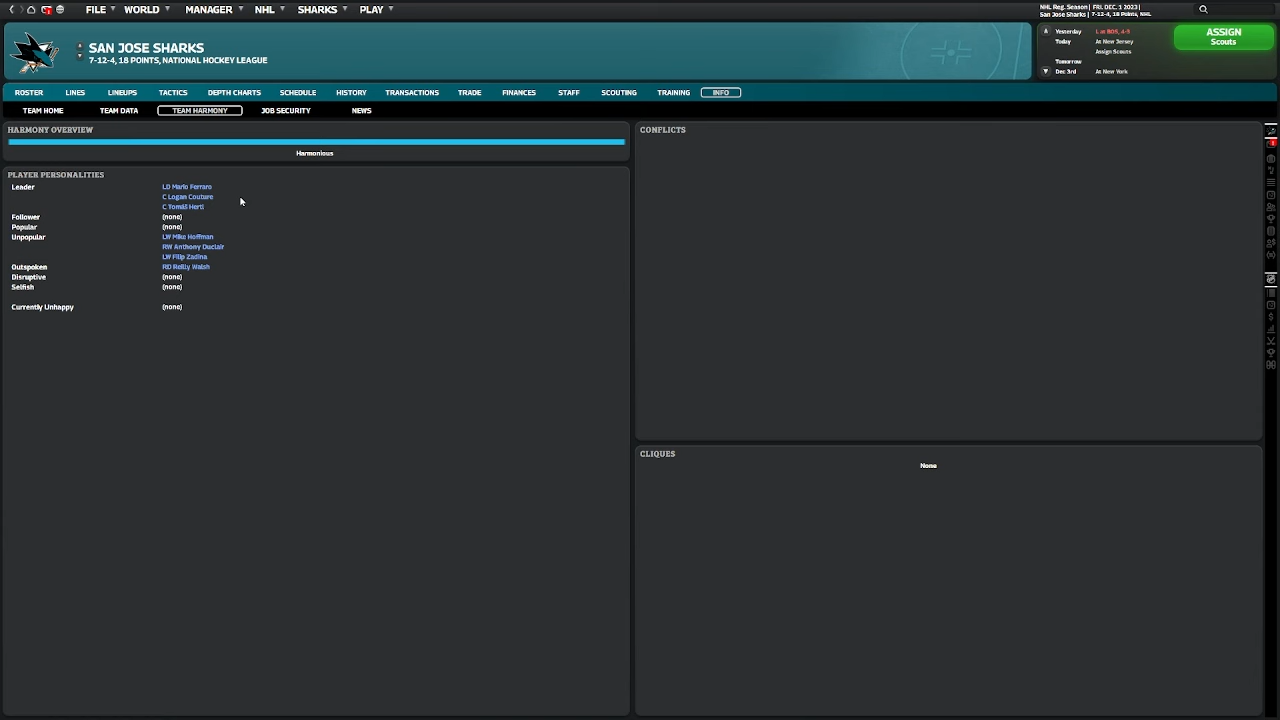 FILE WORLD MANAGER NHL SHARKS PLAY
NHL Reg. Season | FRI. DEC. 1 2023 |
San Jose Sharks | 7-12-4, 18 Points, NHL
SAN JOSE SHARKS
7-12-4, 18 POINTS, NATIONAL HOCKEY LEAGUE
Yesterday L at BOS, 4-5
Today At New Jersey
Assign Scouts
Tomorrow
Dec 3rd At New York
ASSIGN
Scouts
ROSTER LINES LINEUPS TACTICS DEPTH CHARTS SCHEDULE HISTORY TRANSACTIONS TRADE FINANCES STAFF SCOUTING TRAINING INFO
TEAM HOME TEAM DATA TEAM HARMONY JOB SECURITY NEWS
HARMONY OVERVIEW
Harmonious
PLAYER PERSONALITIES
Leader LD Mario Ferraro
C Logan Couture
C Tomáš Hertl
Follower (none)
Popular (none)
Unpopular LW Mike Hoffman
RW Anthony Duclair
LW Filip Zadina
Outspoken RD Reilly Walsh
Disruptive (none)
Selfish (none)
Currently Unhappy (none)
CONFLICTS
CLIQUES
None